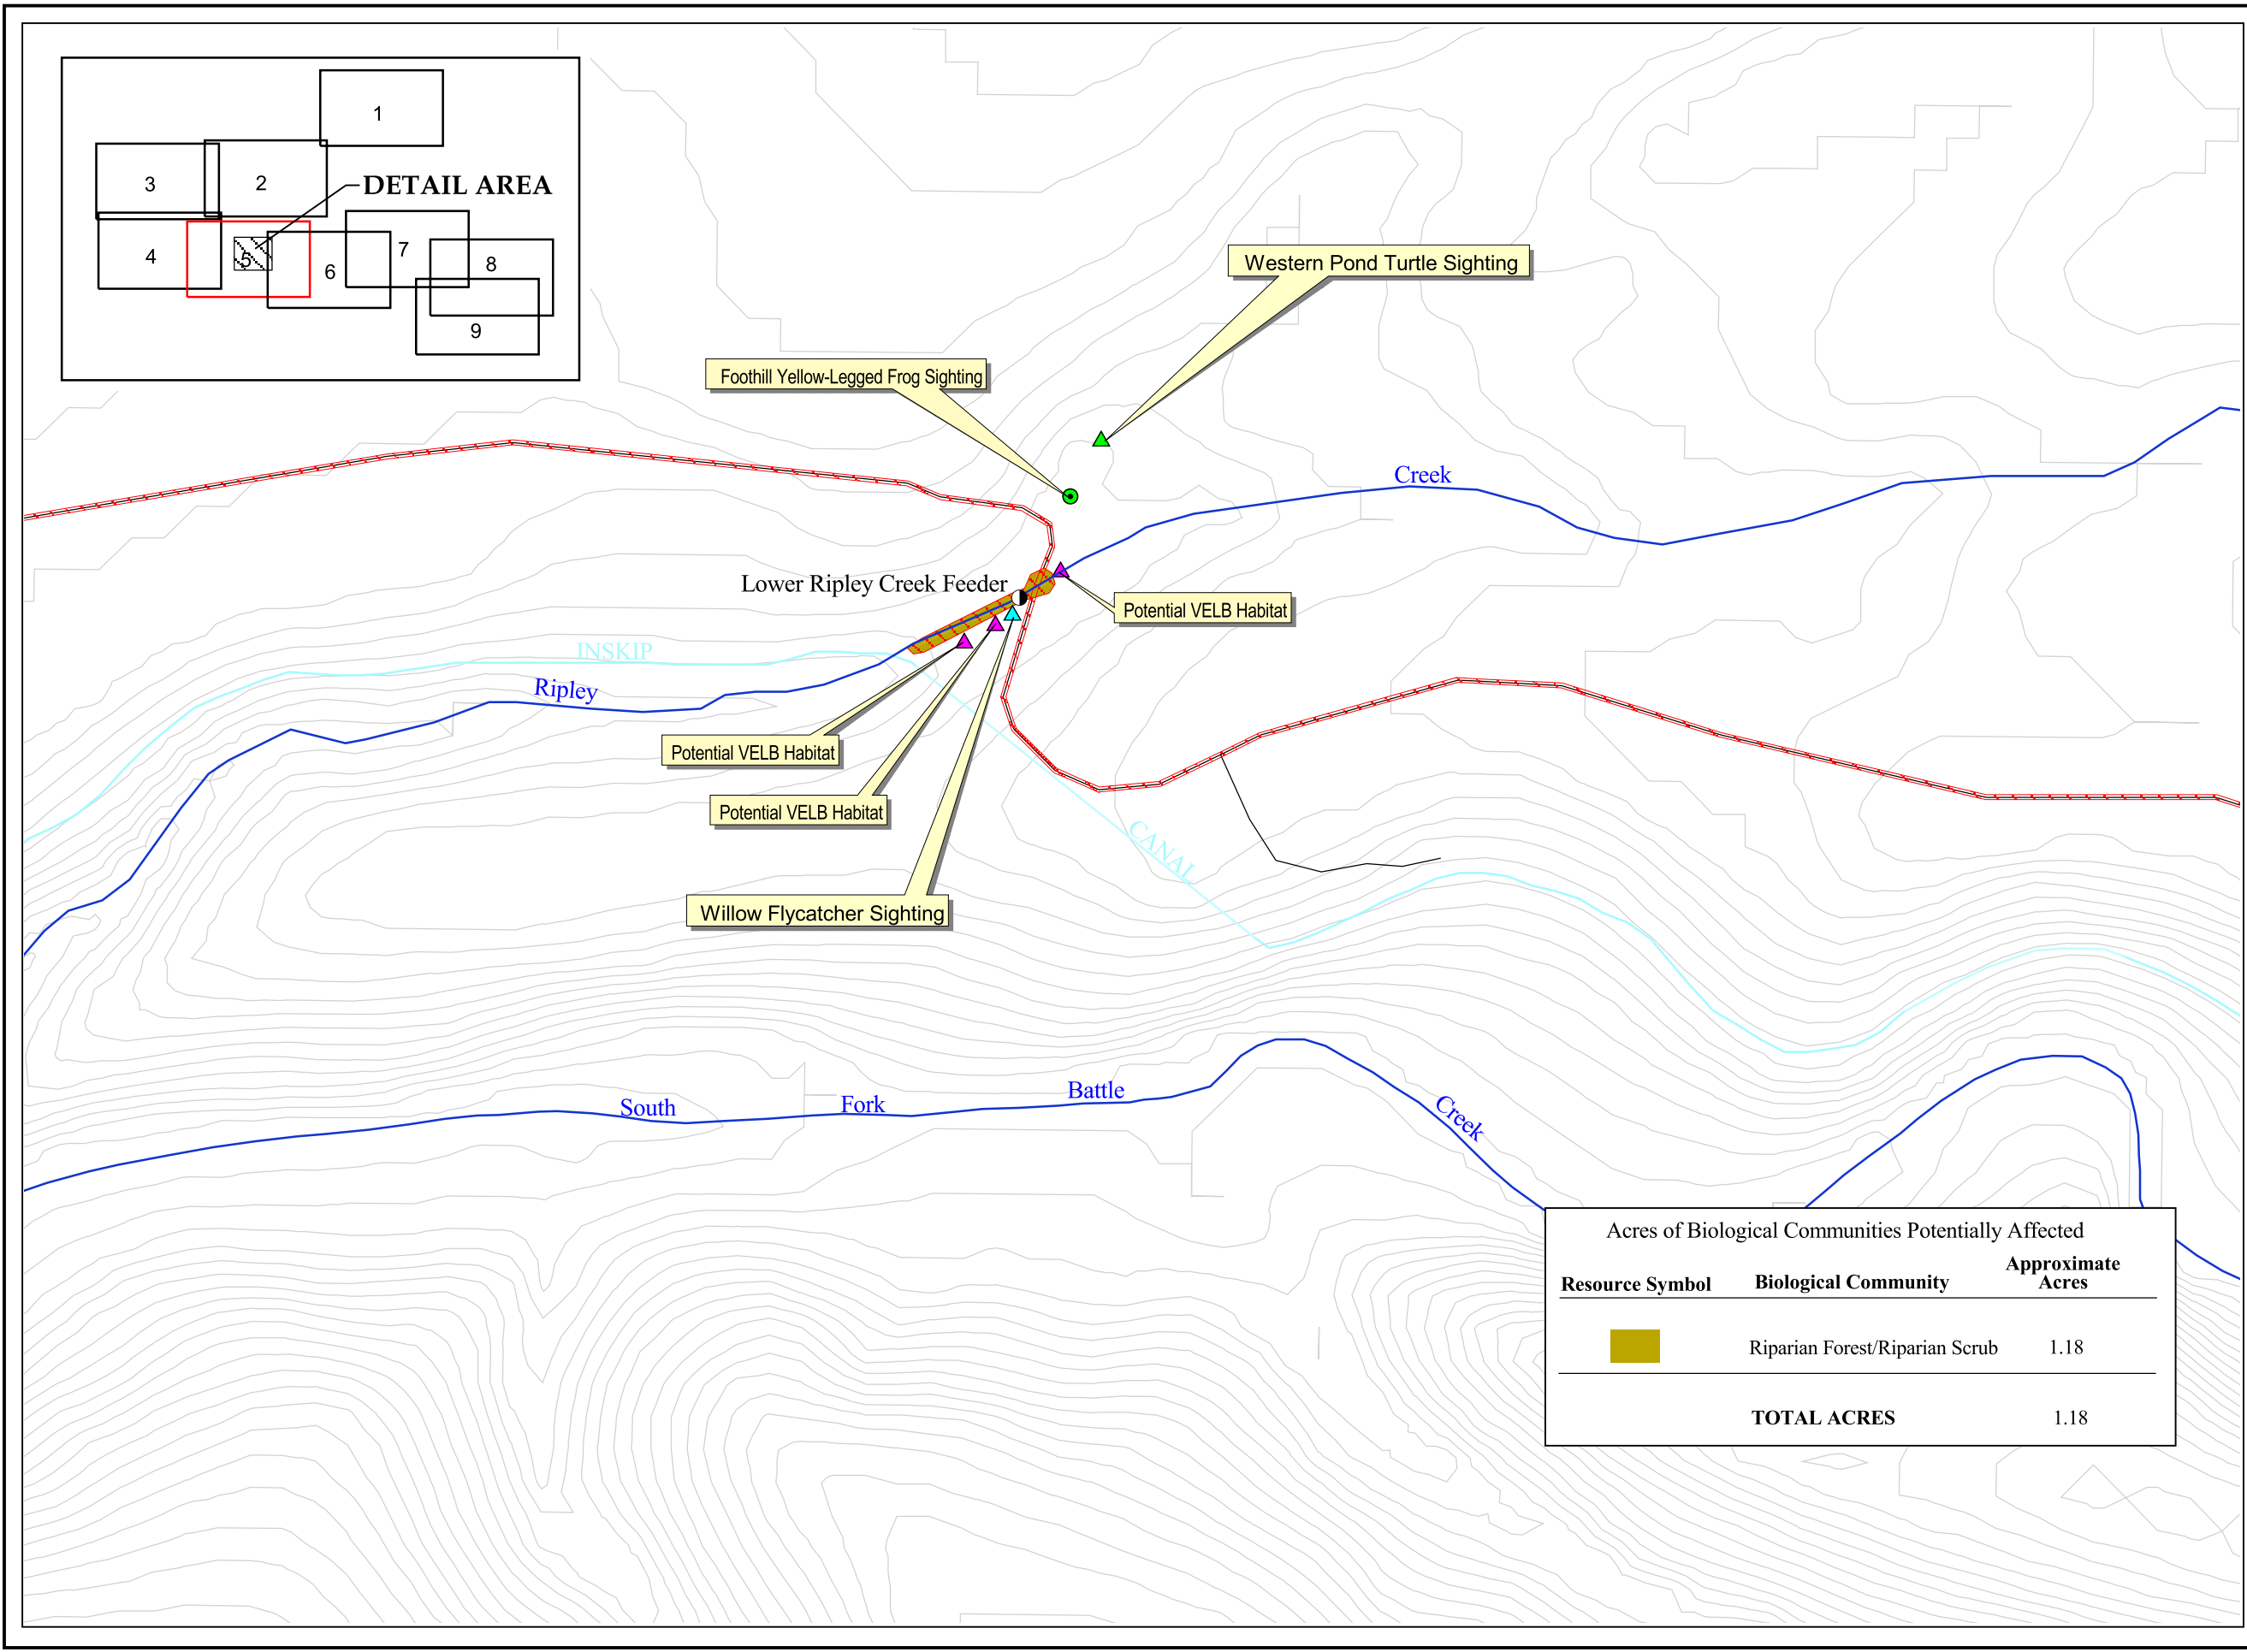 1
3
2
DETAIL AREA
4
5
6
7
8
9
Western Pond Turtle Sighting
Foothill Yellow-Legged Frog Sighting
Creek
Lower Ripley Creek Feeder
Potential VELB Habitat
INSKIP
Ripley
Potential VELB Habitat
Potential VELB Habitat
CANAL
Willow Flycatcher Sighting
South
Fork
Battle
Creek
Acres of Biological Communities Potentially Affected
Resource Symbol
Biological Community
Approximate
Acres
Riparian Forest/Riparian Scrub 1.18
TOTAL ACRES 1.18